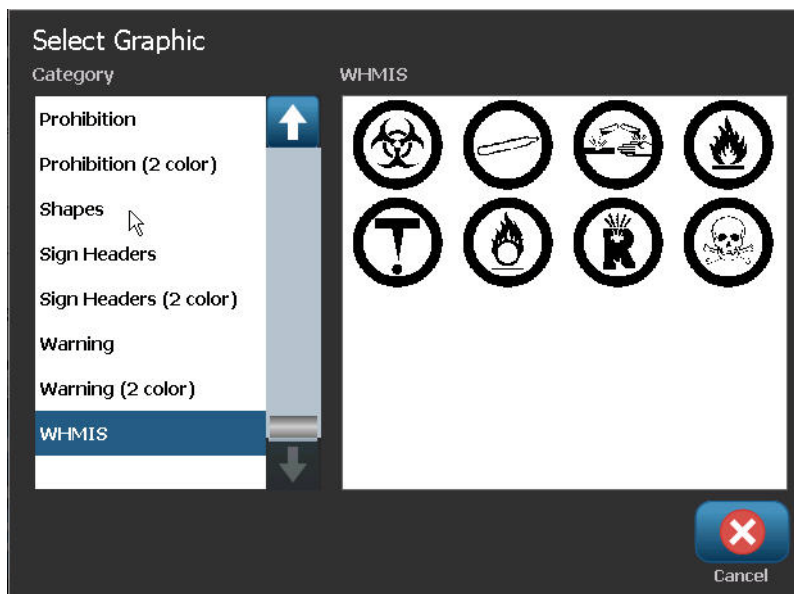 Select Graphic
Category
WHMIS
Prohibition
Prohibition (2 color)
Shapes
Sign Headers
Sign Headers (2 color)
Warning
Warning (2 color)
WHMIS
R
Cancel